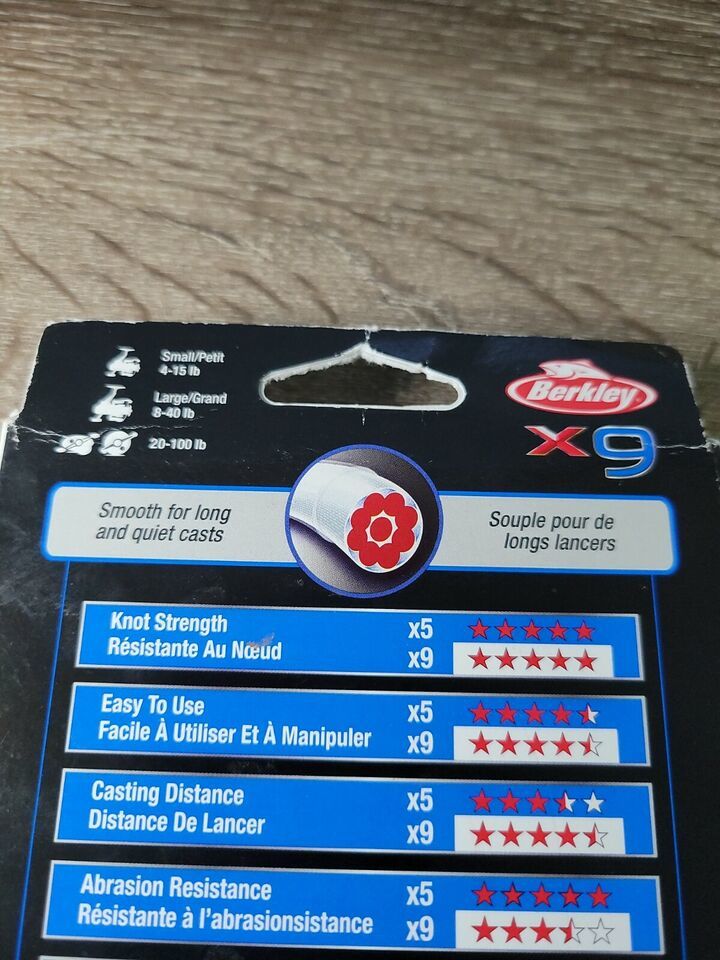 Small/Petit
4-15 lb
Large/Grand
8-40 lb
20-100 lb
Berkley
X9
Smooth for long
and quiet casts
Souple pour de
longs lancers
Knot Strength x5
Résistante Au Nœud x9
Easy To Use x5
Facile À Utiliser Et À Manipuler x9
Casting Distance x5
Distance De Lancer x9
Abrasion Resistance x5
Résistante à l'abrasionsistance x9